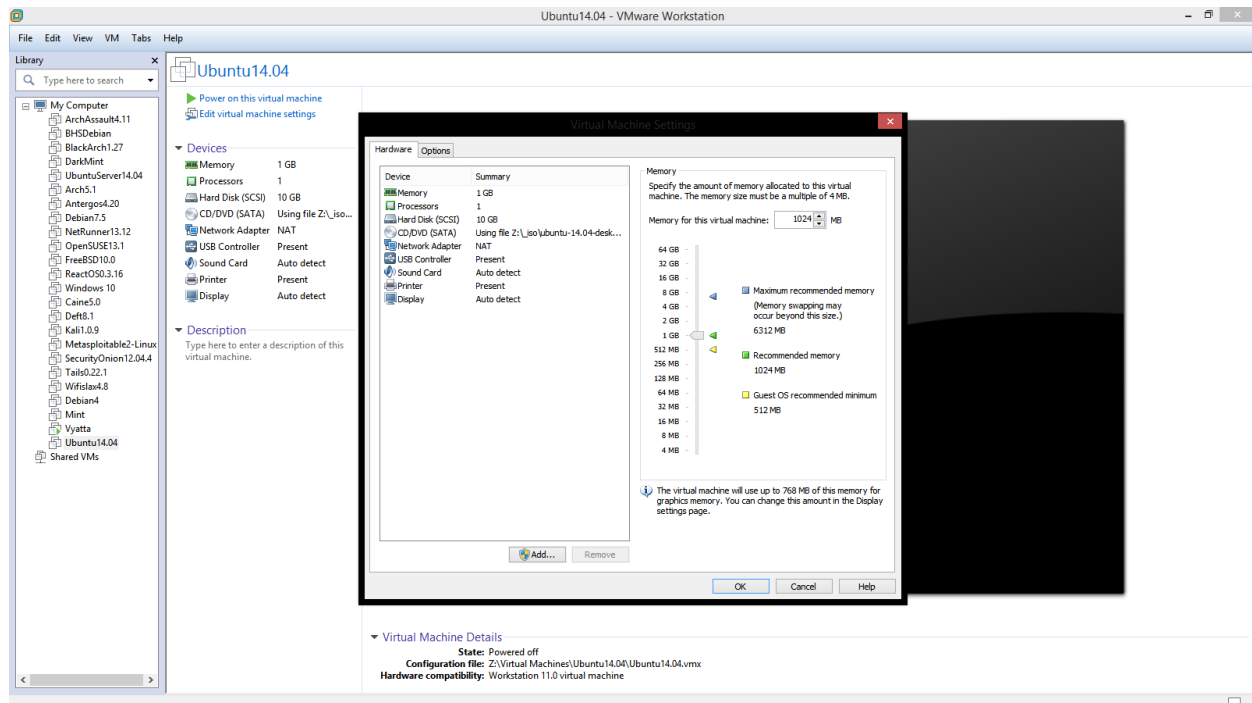 Ubuntu14.04 - VMware Workstation
File Edit View VM Tabs Help
Library
Type here to search
My Computer
ArchAssault4.11
BHSDebian
BlackArch1.27
DarkMint
UbuntuServer14.04
Arch5.1
Antergos4.20
Debian7.5
NetRunner13.12
OpenSUSE13.1
FreeBSD10.0
ReactOS0.3.16
Windows 10
Caine5.0
Deft8.1
Kali1.0.9
Metasploitable2-Linux
SecurityOnion12.04.4
Tails0.22.1
Wifislax4.8
Debian4
Mint
Vyatta
Ubuntu14.04
Shared VMs
Ubuntu14.04
Power on this virtual machine
Edit virtual machine settings
Devices
Memory 1 GB
Processors 1
Hard Disk (SCSI) 10 GB
CD/DVD (SATA) Using file Z:\_iso...
Network Adapter NAT
USB Controller Present
Sound Card Auto detect
Printer Present
Display Auto detect
Description
Type here to enter a description of this
virtual machine.
Virtual Machine Settings
Hardware Options
Device Summary
Memory 1 GB
Processors 1
Hard Disk (SCSI) 10 GB
CD/DVD (SATA) Using file Z:\_iso\ubuntu-14.04-desk...
Network Adapter NAT
USB Controller Present
Sound Card Auto detect
Printer Present
Display Auto detect
Add... Remove
Memory
Specify the amount of memory allocated to this virtual
machine. The memory size must be a multiple of 4 MB.
Memory for this virtual machine: 1024 MB
64 GB
32 GB
16 GB
8 GB
4 GB
2 GB
1 GB
512 MB
256 MB
128 MB
64 MB
32 MB
16 MB
8 MB
4 MB
Maximum recommended memory
(Memory swapping may
occur beyond this size.)
6312 MB
Recommended memory
1024 MB
Guest OS recommended minimum
512 MB
The virtual machine will use up to 768 MB of this memory for
graphics memory. You can change this amount in the Display
settings page.
OK Cancel Help
Virtual Machine Details
State: Powered off
Configuration file: Z:\Virtual Machines\Ubuntu14.04\Ubuntu14.04.vmx
Hardware compatibility: Workstation 11.0 virtual machine